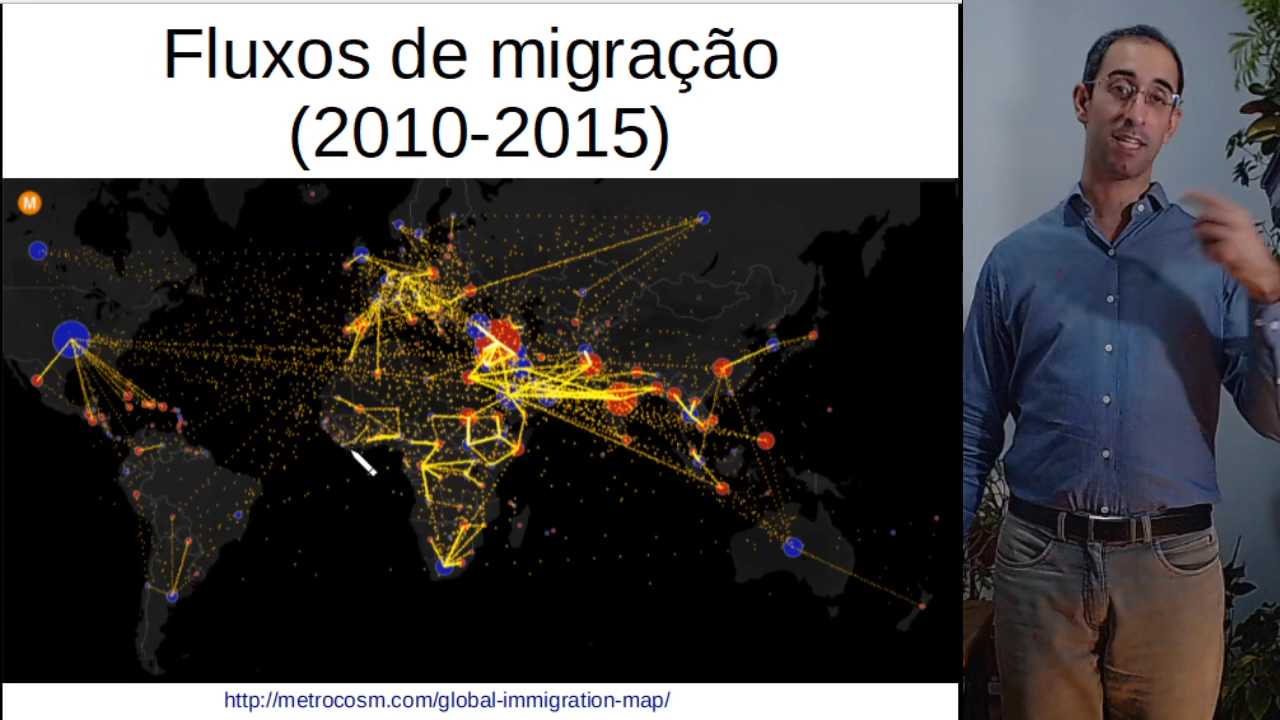 Fluxos de migração
(2010-2015)
M
http://metrocosm.com/global-immigration-map/